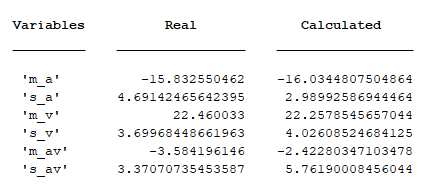 Variables Real Calculated
'm_a' -15.832550462 -16.0344807504864
's_a' 4.69142465642395 2.98992586944464
'm_v' 22.460033 22.2578545657044
's_v' 3.69968448661963 4.02608524684125
'm_av' -3.584196146 -2.42280347103478
's_av' 3.37070735453587 5.76190008456044